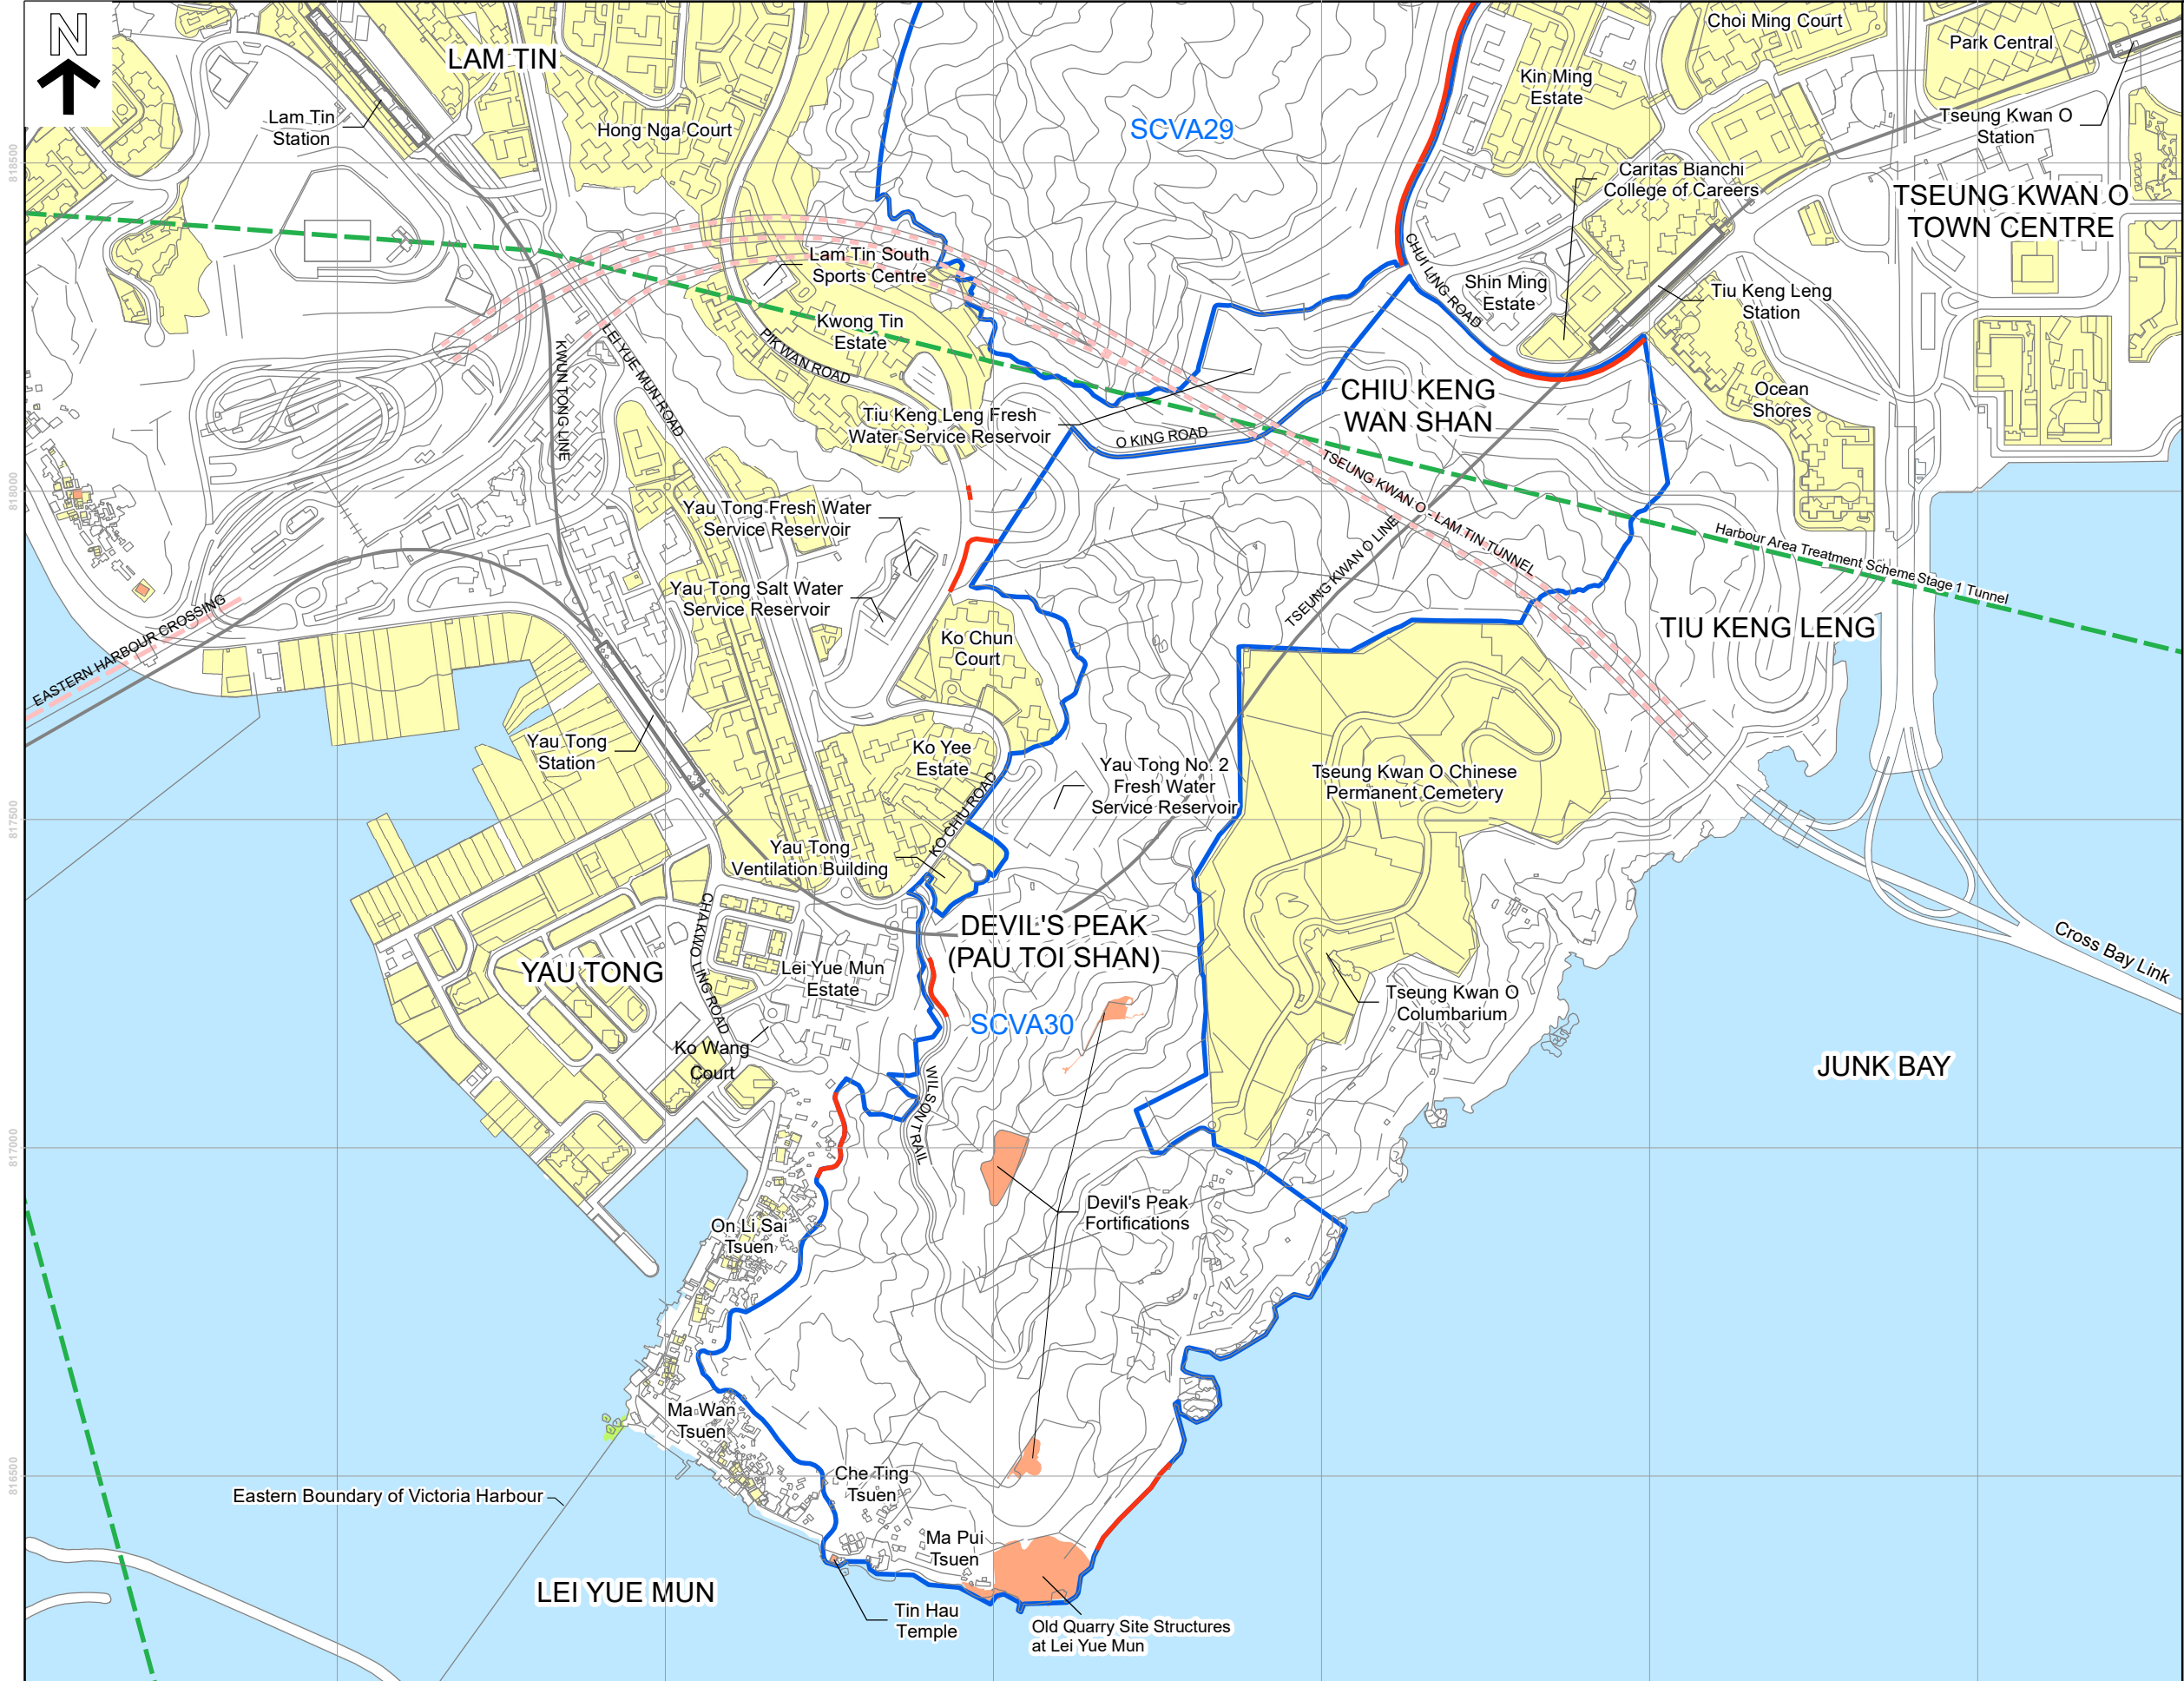 N
LAM TIN
Lam Tin
Station
Hong Nga Court
SCVA29
Choi Ming Court
Park Central
Kin Ming
Estate
Tseung Kwan O
Station
Caritas Bianchi
College of Careers
TSEUNG KWAN O
TOWN CENTRE
818500
Lam Tin South
Sports Centre
CHUI LING ROAD
Shin Ming
Estate
Tiu Keng Leng
Station
Kwong Tin
Estate
PIK WAN ROAD
LEI YUE MUN ROAD
KWUN TONG LINE
CHIU KENG
WAN SHAN
Ocean
Shores
Tiu Keng Leng Fresh
Water Service Reservoir
O KING ROAD
TSEUNG KWAN O - LAM TIN TUNNEL
818000
Yau Tong Fresh Water
Service Reservoir
TSEUNG KWAN O LINE
Harbour Area Treatment Scheme Stage 1 Tunnel
Yau Tong Salt Water
Service Reservoir
EASTERN HARBOUR CROSSING
Ko Chun
Court
TIU KENG LENG
Yau Tong
Station
Ko Yee
Estate
Yau Tong No. 2
Fresh Water
Service Reservoir
Tseung Kwan O Chinese
Permanent Cemetery
817500
KO CHIU ROAD
Yau Tong
Ventilation Building
CHA KWO LING ROAD
DEVIL'S PEAK
(PAU TOI SHAN)
Cross Bay Link
YAU TONG
Lei Yue Mun
Estate
Tseung Kwan O
Columbarium
SCVA30
Ko Wang
Court
JUNK BAY
WILSON TRAIL
817000
Devil's Peak
Fortifications
On Li Sai
Tsuen
Ma Wan
Tsuen
Che Ting
Tsuen
816500
Eastern Boundary of Victoria Harbour
Ma Pui
Tsuen
LEI YUE MUN
Tin Hau
Temple
Old Quarry Site Structures
at Lei Yue Mun